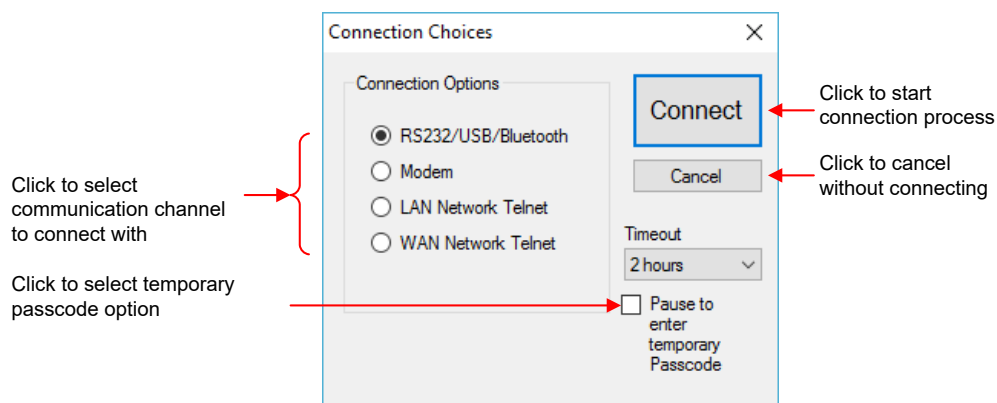 Connection Choices
Connection Options
RS232/USB/Bluetooth
Modem
LAN Network Telnet
WAN Network Telnet
Connect
Cancel
Timeout
2 hours
Pause to
enter
temporary
Passcode
Click to select
communication channel
to connect with
Click to select temporary
passcode option
Click to start
connection process
Click to cancel
without connecting